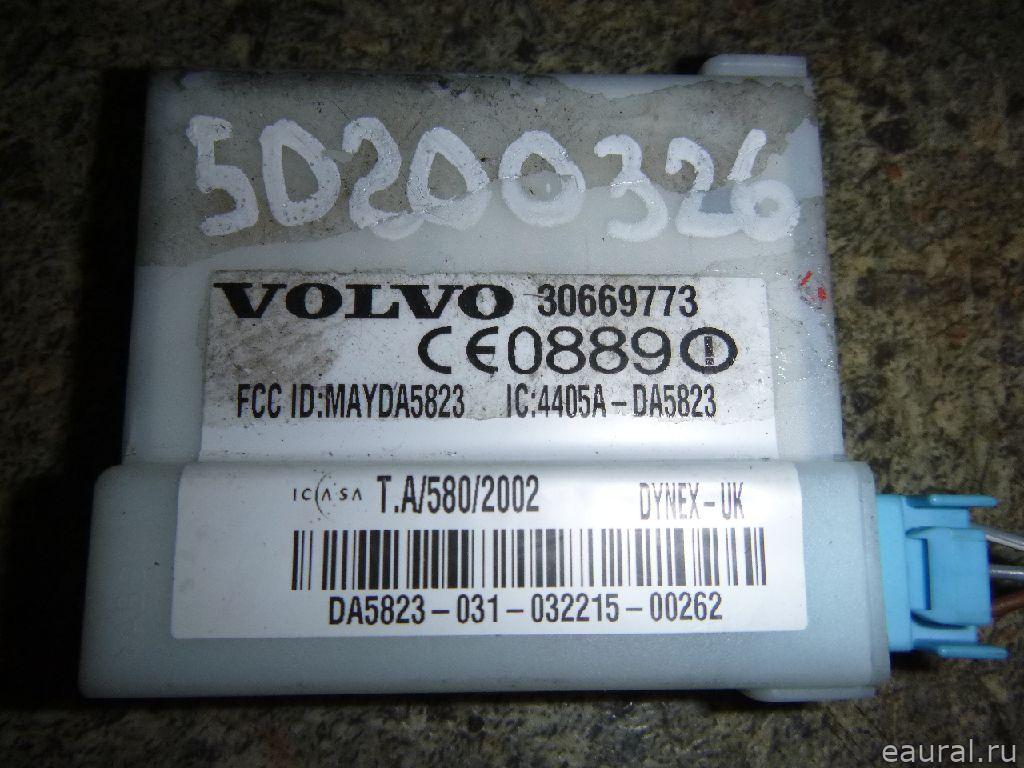 50200326
VOLVO 30669773
CE0889
FCC ID:MAYDA5823 IC:4405A-DA5823
ICASA T.A/580/2002 DYNEX-UK
DA5823-031-032215-00262
eaural.ru